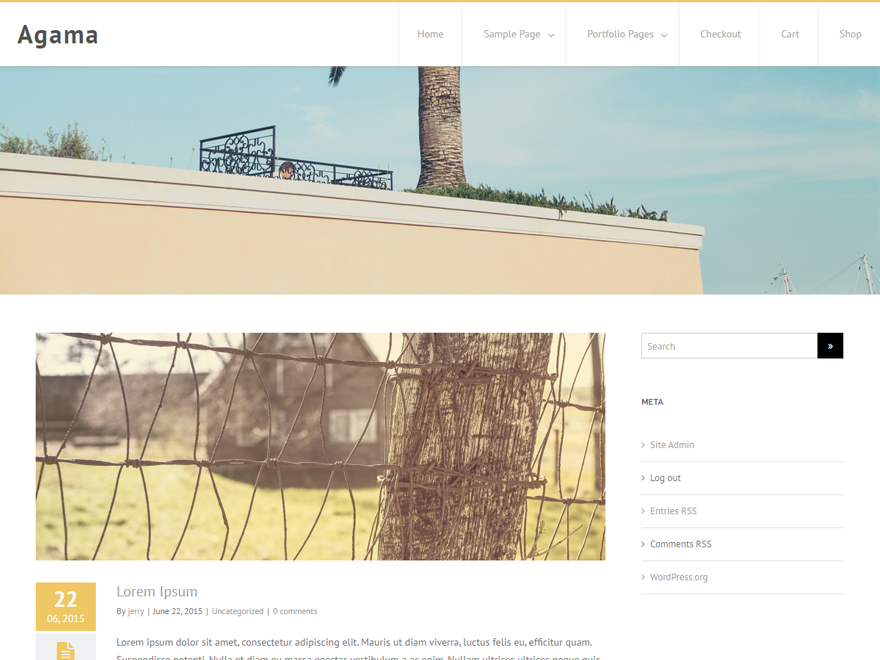 Agama
Home Sample Page Portfolio Pages Checkout Cart Shop
Search »
META
Site Admin
Log out
Entries RSS
Comments RSS
WordPress.org
22
06, 2015
Lorem Ipsum
By jerry | June 22, 2015 | Uncategorized | 0 comments
Lorem ipsum dolor sit amet, consectetur adipiscing elit. Mauris ut diam viverra, luctus felis eu, efficitur quam.